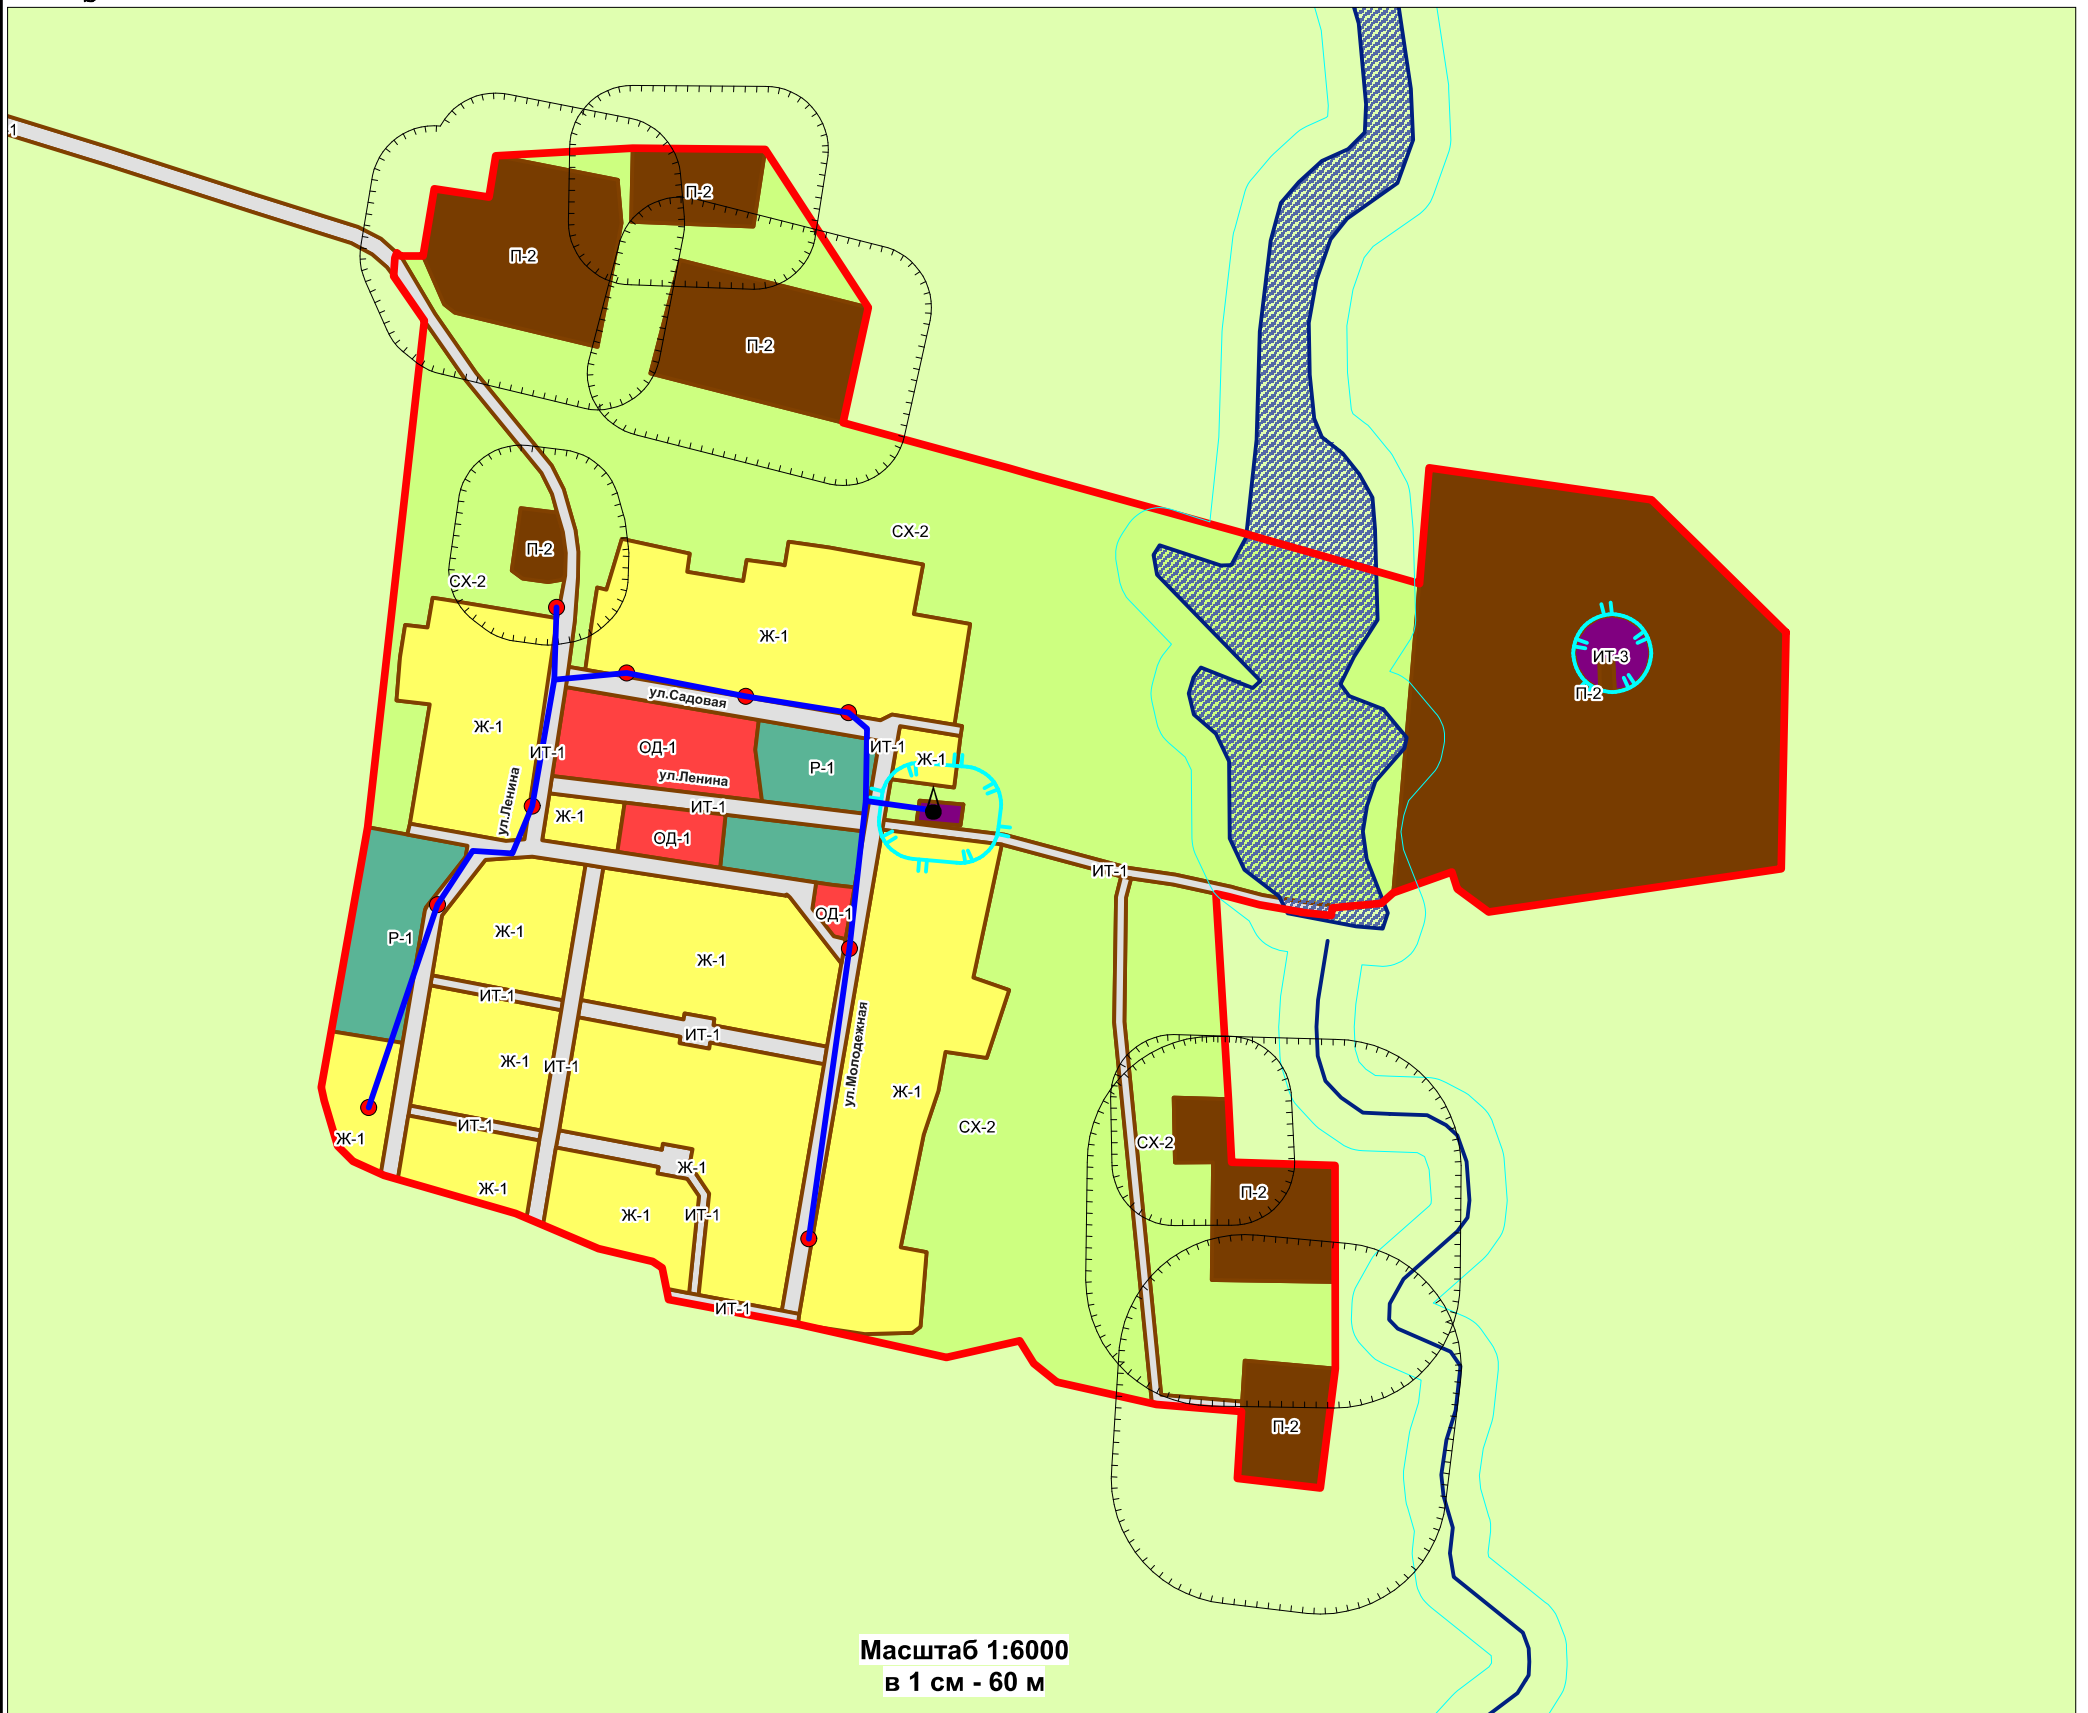 1
П-2
П-2
П-2
СХ-2
П-2
СХ-2
Ж-1
Ж-1
ул.Садовая
ИТ-3
П-2
ИТ-1
ОД-1
ИТ-1
Ж-1
Р-1
ул.Ленина
ул.Ленина
ИТ-1
Ж-1
ОД-1
ИТ-1
ОД-1
Р-1
Ж-1
Ж-1
ИТ-1
ИТ-1
ул.Молодежная
Ж-1
ИТ-1
Ж-1
ИТ-1
СХ-2
Ж-1
СХ-2
Ж-1
Ж-1
П-2
Ж-1
ИТ-1
ИТ-1
П-2
Масштаб 1:6000
в 1 см - 60 м